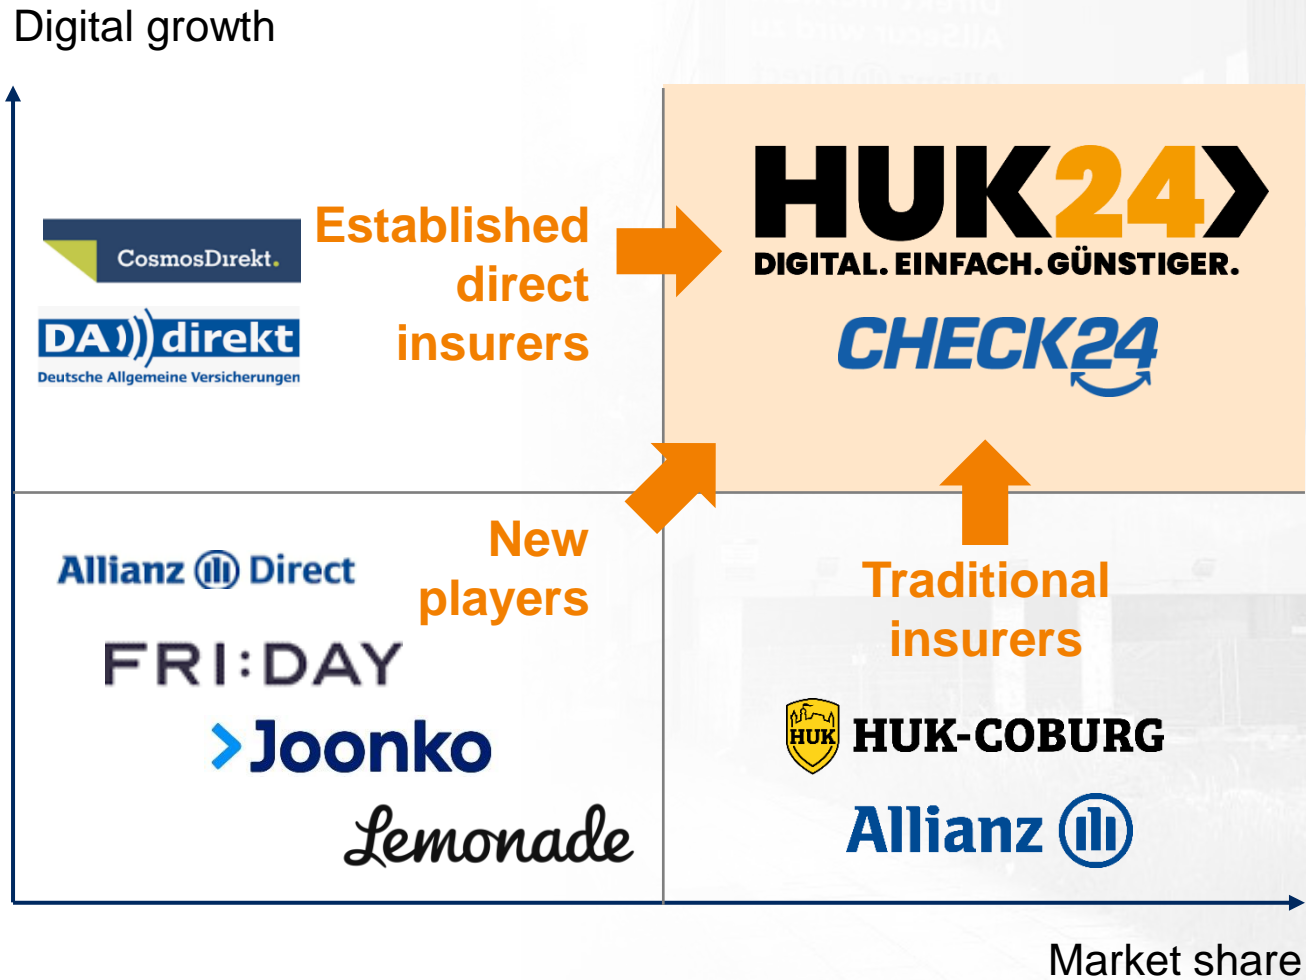 Digital growth
CosmosDirekt.
DA direkt
Deutsche Allgemeine Versicherungen
Established
direct
insurers
HUK24
DIGITAL. EINFACH. GÜNSTIGER.
CHECK24
New
players
Allianz Direct
FRI:DAY
Joonko
Lemonade
Traditional
insurers
HUK
HUK-COBURG
Allianz
Market share